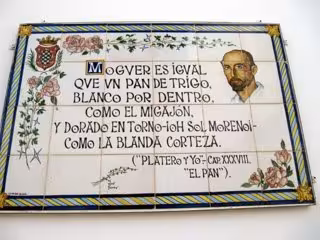 MOGVER ES IGVAL
QVE VN PAN DE TRIGO,
BLANCO POR DENTRO,
COMO EL MIGAJÓN,
Y DORADO EN TORNO-¡OH SOL MORENO!-
COMO LA BLANDA CORTEZA.
("PLATERO Y YO"- CAP. XXXVIII.
"EL PAN").